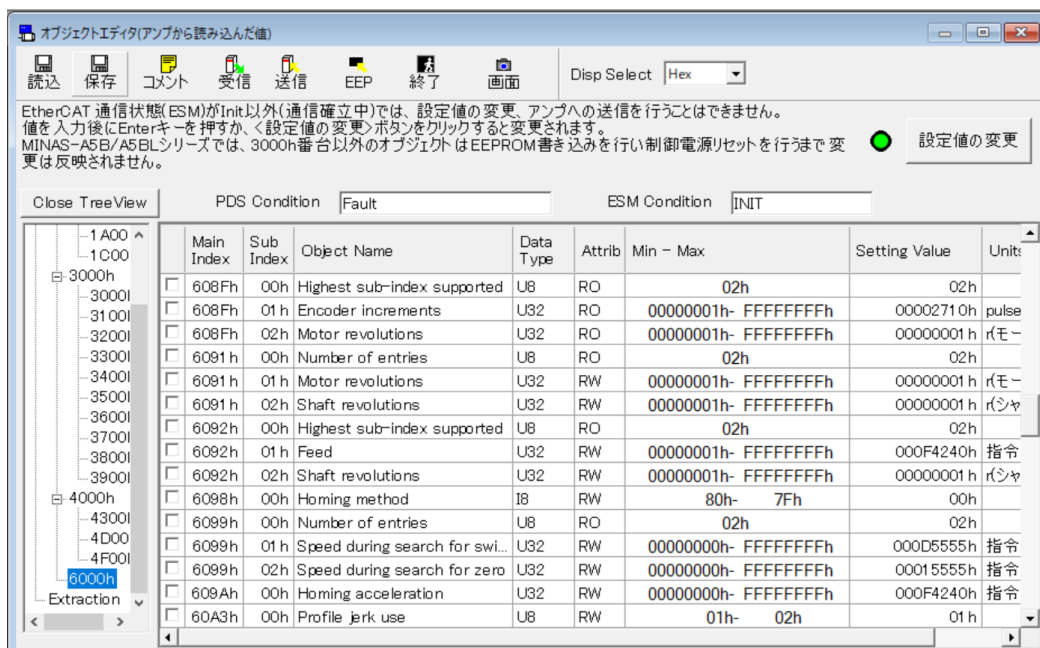 オブジェクトエディタ(アンプから読み込んだ値)
読込 保存 コメント 受信 送信 EEP 終了 画面 Disp Select Hex
EtherCAT 通信状態(ESM)がInit以外(通信確立中)では、設定値の変更、アンプへの送信を行うことはできません。
値を入力後にEnterキーを押すか、<設定値の変更>ボタンをクリックすると変更されます。
MINAS-A5B/A5BLシリーズでは、3000h番台以外のオブジェクトはEEPROM書き込みを行い制御電源リセットを行うまで変
更は反映されません。
設定値の変更
Close TreeView PDS Condition Fault ESM Condition INIT
1A00
1C00
3000h
3000
3100
3200
3300
3400
3500
3600
3700
3800
3900
4000h
4300
4D00
4F00
6000h
Extraction
Main Index Sub Index Object Name Data Type Attrib Min - Max Setting Value Units
608Fh 00h Highest sub-index supported U8 RO 02h 02h
608Fh 01h Encoder increments U32 RO 00000001h- FFFFFFFFh 00002710h pulse
608Fh 02h Motor revolutions U32 RO 00000001h- FFFFFFFFh 00000001h r(モー
6091h 00h Number of entries U8 RO 02h 02h
6091h 01h Motor revolutions U32 RW 00000001h- FFFFFFFFh 00000001h r(モー
6091h 02h Shaft revolutions U32 RW 00000001h- FFFFFFFFh 00000001h r(シャ
6092h 00h Highest sub-index supported U8 RO 02h 02h
6092h 01h Feed U32 RW 00000001h- FFFFFFFFh 000F4240h 指令
6092h 02h Shaft revolutions U32 RW 00000001h- FFFFFFFFh 00000001h r(シャ
6098h 00h Homing method I8 RW 80h- 7Fh 00h
6099h 00h Number of entries U8 RO 02h 02h
6099h 01h Speed during search for swi... U32 RW 00000000h- FFFFFFFFh 000D5555h 指令
6099h 02h Speed during search for zero U32 RW 00000000h- FFFFFFFFh 00015555h 指令
609Ah 00h Homing acceleration U32 RW 00000000h- FFFFFFFFh 000F4240h 指令
60A3h 00h Profile jerk use U8 RW 01h- 02h 01h